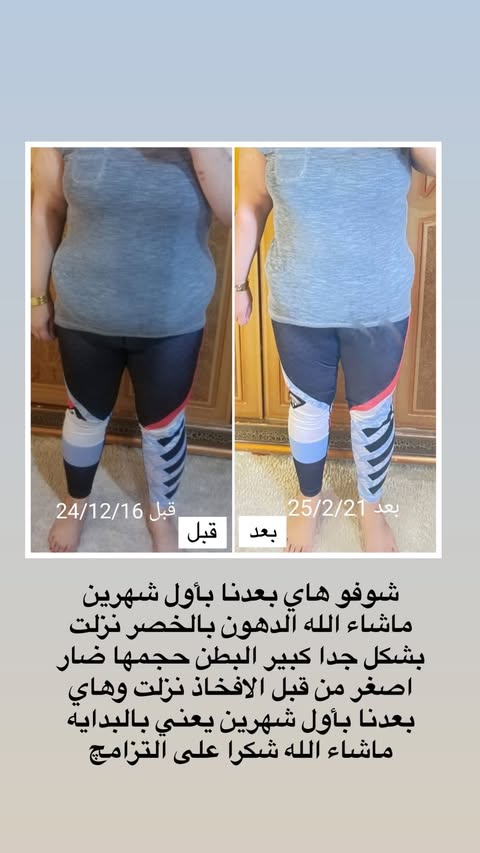 قبل 24/12/16
بعد 25/2/21
قبل
بعد
شوفو هاي بعدنا بأول شهرين
ماشاء الله الدهون بالخصر نزلت
بشكل جدا كبير البطن حجمها ضار
اصغر من قبل الافخاذ نزلت وهاي
بعدنا بأول شهرين يعني بالبدايه
ماشاء الله شكرا على التزامچ